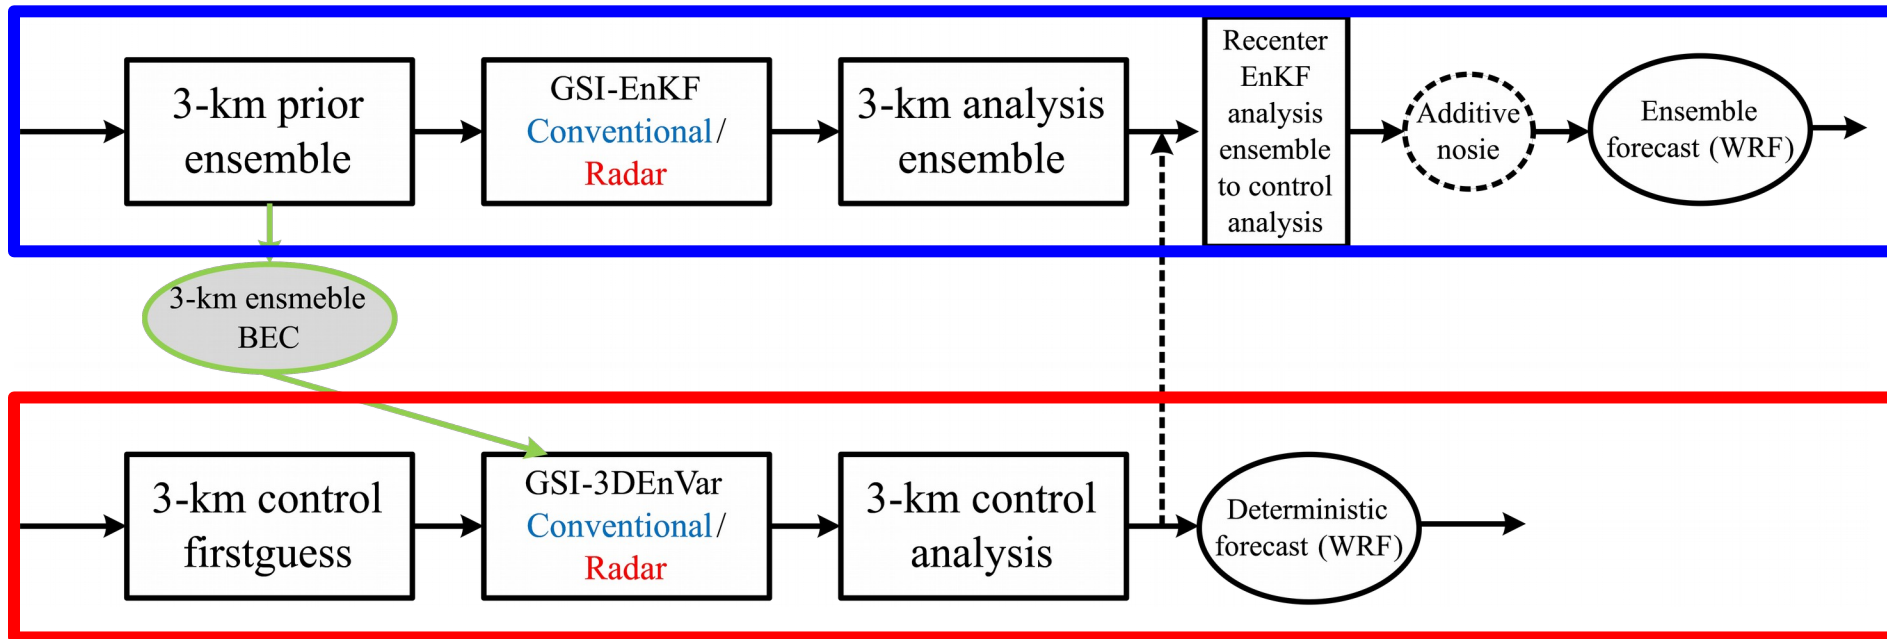 3-km prior
ensemble
GSI-EnKF
Conventional/
Radar
3-km analysis
ensemble
Recenter
EnKF
analysis
ensemble
to control
analysis
Additive
nosie
Ensemble
forecast (WRF)
3-km ensmeble
BEC
3-km control
firstguess
GSI-3DEnVar
Conventional/
Radar
3-km control
analysis
Deterministic
forecast (WRF)